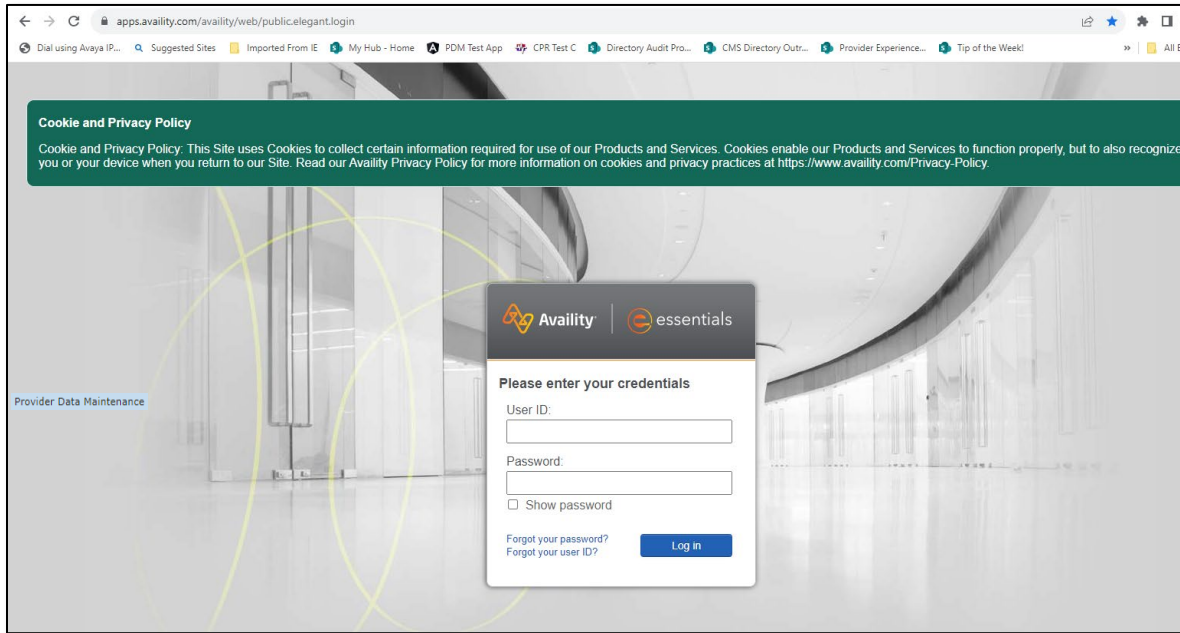 apps.availity.com/availity/web/public.elegant.login
Dial using Avaya IP... Suggested Sites Imported From IE My Hub - Home PDM Test App CPR Test C Directory Audit Pro... CMS Directory Outr... Provider Experience... Tip of the Week! » All E
Cookie and Privacy Policy
Cookie and Privacy Policy: This Site uses Cookies to collect certain information required for use of our Products and Services. Cookies enable our Products and Services to function properly, but to also recognize
you or your device when you return to our Site. Read our Availity Privacy Policy for more information on cookies and privacy practices at https://www.availity.com/Privacy-Policy.
Availity essentials
Please enter your credentials
Provider Data Maintenance
User ID:
Password:
Show password
Forgot your password?
Forgot your user ID?
Log in